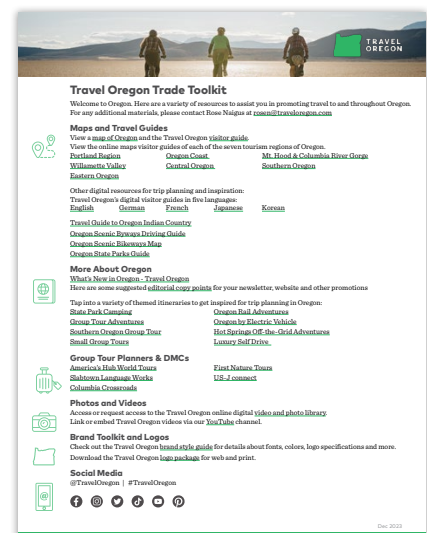 TRAVEL
OREGON
Travel Oregon Trade Toolkit
Welcome to Oregon. Here are a variety of resources to assist you in promoting travel to and throughout Oregon.
For any additional materials, please contact Rose Naigus at rosen@traveloregon.com
Maps and Travel Guides
View a map of Oregon and the Travel Oregon visitor guide.
View the online maps visitor guides of each of the seven tourism regions of Oregon.
Portland Region Oregon Coast Mt. Hood & Columbia River Gorge
Willamette Valley Central Oregon Southern Oregon
Eastern Oregon
Other digital resources for trip planning and inspiration:
Travel Oregon's digital visitor guides in five languages:
English German French Japanese Korean
Travel Guide to Oregon Indian Country
Oregon Scenic Byways Driving Guide
Oregon Scenic Bikeways Map
Oregon State Parks Guide
More About Oregon
What's New in Oregon - Travel Oregon
Here are some suggested editorial copy points for your newsletter, website and other promotions
Tap into a variety of themed itineraries to get inspired for trip planning in Oregon:
State Park Camping Oregon Rail Adventures
Group Tour Adventures Oregon by Electric Vehicle
Southern Oregon Group Tour Hot Springs Off-the-Grid Adventures
Small Group Tours Luxury Self Drive
Group Tour Planners & DMCs
America's Hub World Tours First Nature Tours
Slabtown Language Works US-J connect
Columbia Crossroads
Photos and Videos
Access or request access to the Travel Oregon online digital video and photo library.
Link or embed Travel Oregon videos via our YouTube channel.
Brand Toolkit and Logos
Check out the Travel Oregon brand style guide for details about fonts, colors, logo specifications and more.
Download the Travel Oregon logo package for web and print.
Social Media
@TravelOregon | #TravelOregon
Dec 2023